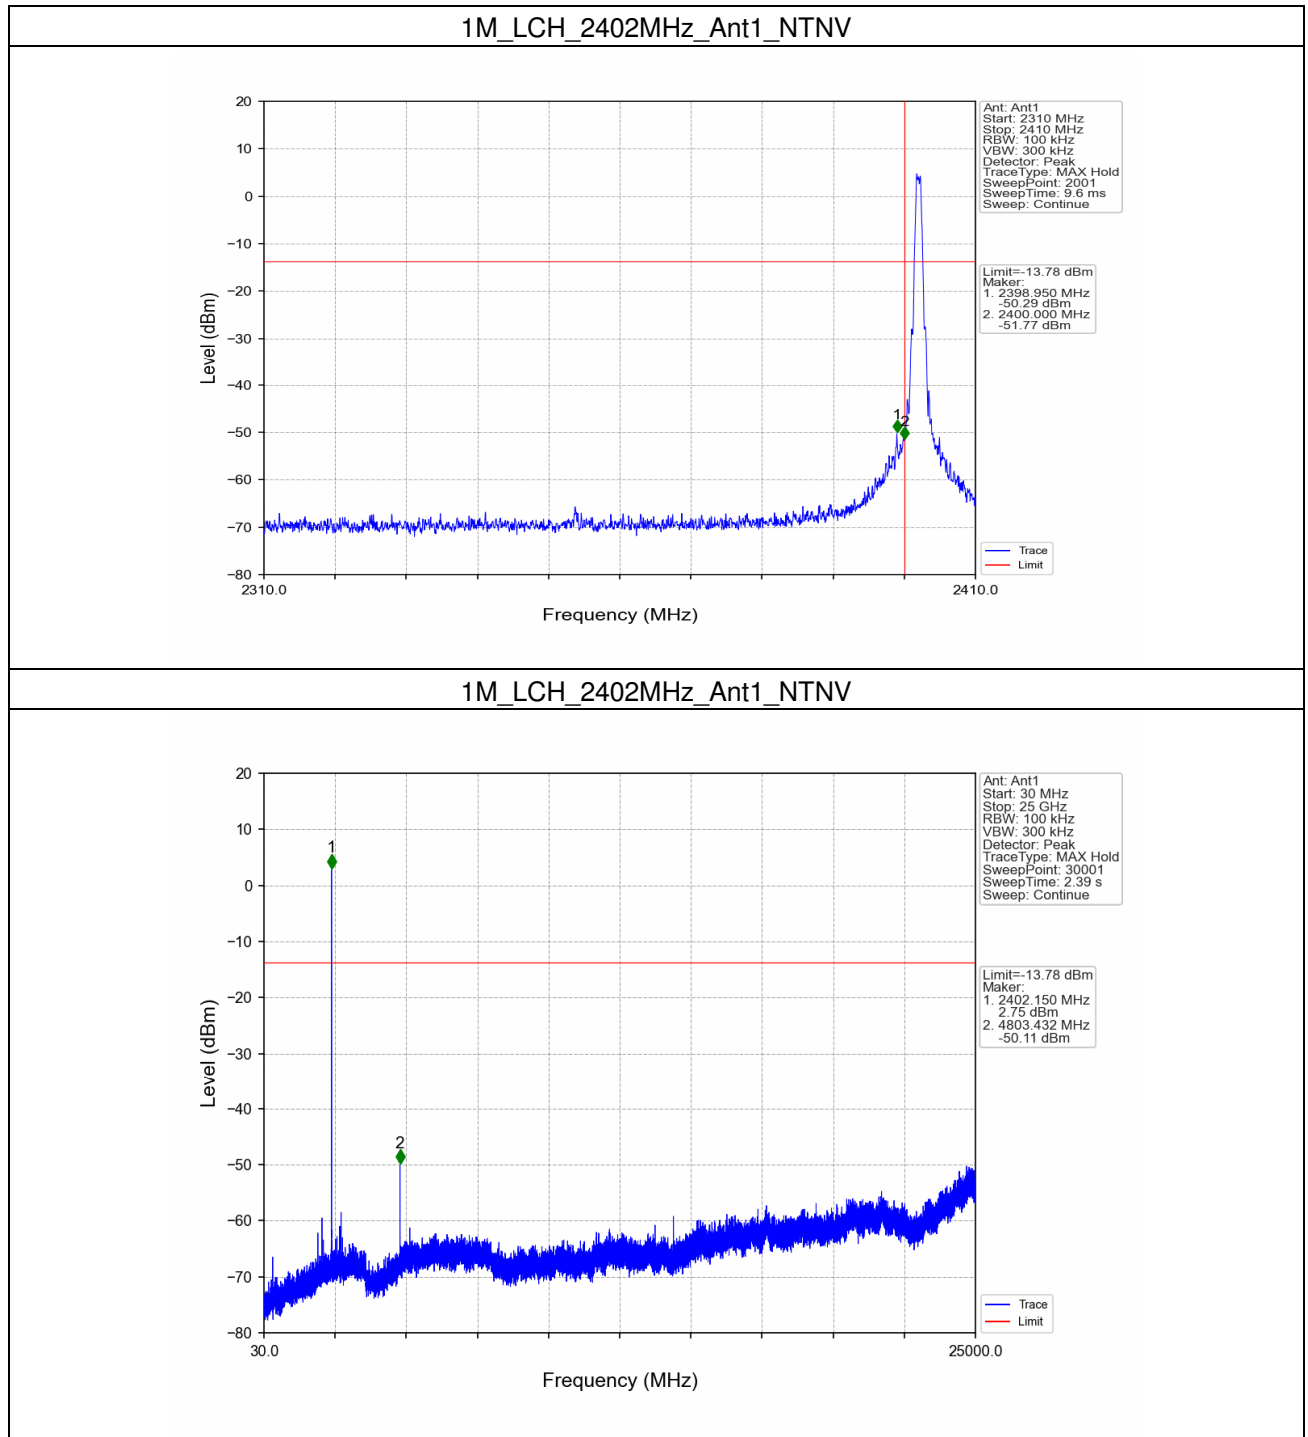 1M_LCH_2402MHz_Ant1_NTNV
20
10
0
−10
−20
−30
−40
−50
−60
−70
−80
Level (dBm)
1
2
2310.0
2410.0
Frequency (MHz)
Ant: Ant1
Start: 2310 MHz
Stop: 2410 MHz
RBW: 100 kHz
VBW: 300 kHz
Detector: Peak
TraceType: MAX Hold
SweepPoint: 2001
SweepTime: 9.6 ms
Sweep: Continue
Limit=-13.78 dBm
Maker:
1. 2398.950 MHz
-50.29 dBm
2. 2400.000 MHz
-51.77 dBm
Trace
Limit
1M_LCH_2402MHz_Ant1_NTNV
20
10
0
−10
−20
−30
−40
−50
−60
−70
−80
Level (dBm)
1
2
30.0
25000.0
Frequency (MHz)
Ant: Ant1
Start: 30 MHz
Stop: 25 GHz
RBW: 100 kHz
VBW: 300 kHz
Detector: Peak
TraceType: MAX Hold
SweepPoint: 30001
SweepTime: 2.39 s
Sweep: Continue
Limit=-13.78 dBm
Maker:
1. 2402.150 MHz
2.75 dBm
2. 4803.432 MHz
-50.11 dBm
Trace
Limit